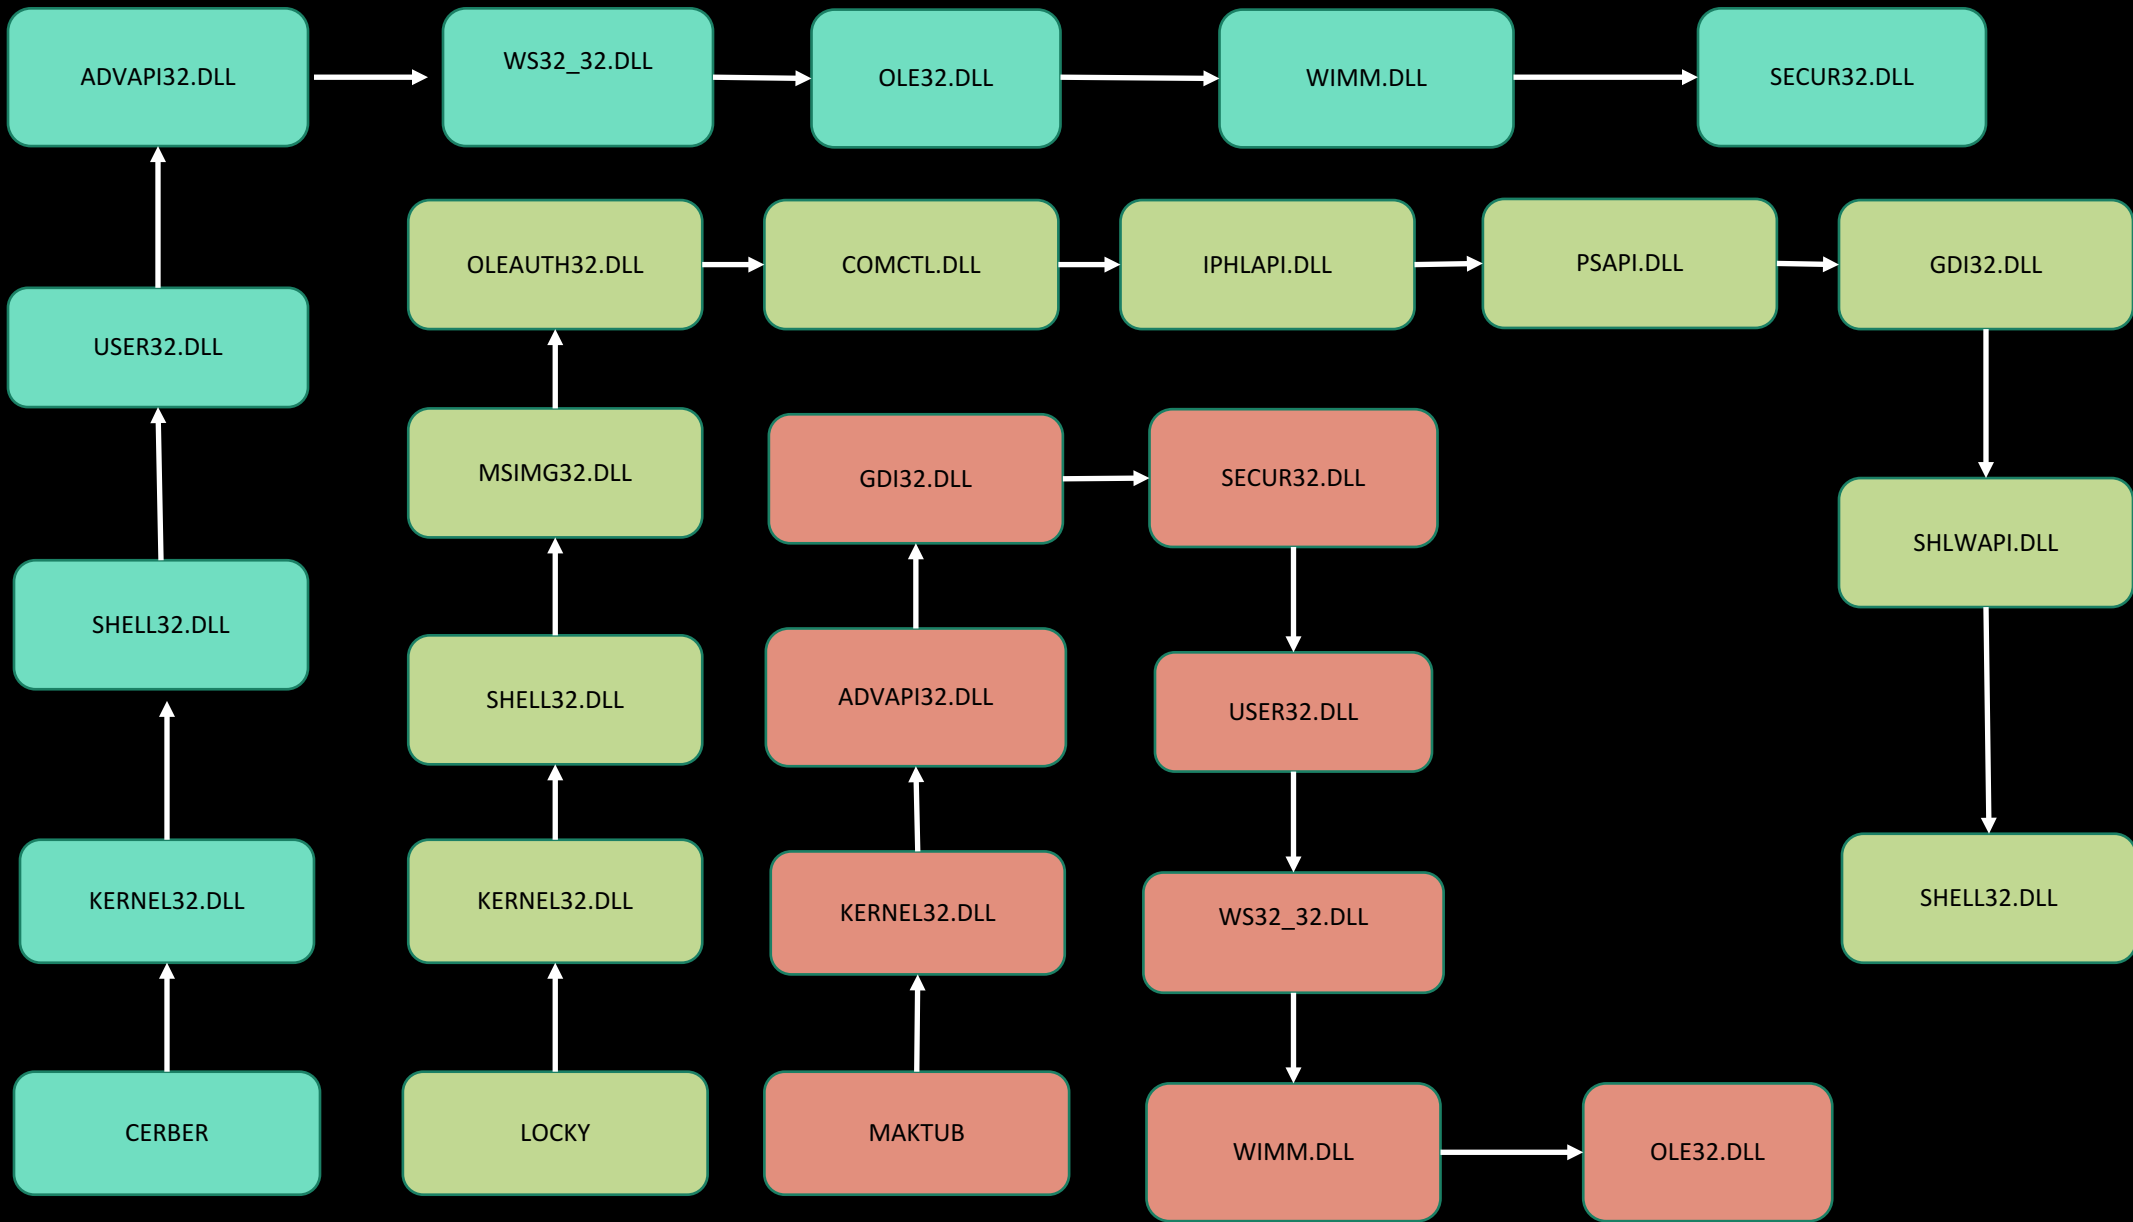 ADVAPI32.DLL
WS32_32.DLL
OLE32.DLL
WIMM.DLL
SECUR32.DLL
OLEAUTH32.DLL
COMCTL.DLL
IPHLAPI.DLL
PSAPI.DLL
GDI32.DLL
USER32.DLL
MSIMG32.DLL
GDI32.DLL
SECUR32.DLL
SHLWAPI.DLL
SHELL32.DLL
SHELL32.DLL
ADVAPI32.DLL
USER32.DLL
KERNEL32.DLL
KERNEL32.DLL
KERNEL32.DLL
WS32_32.DLL
SHELL32.DLL
CERBER
LOCKY
MAKTUB
WIMM.DLL
OLE32.DLL